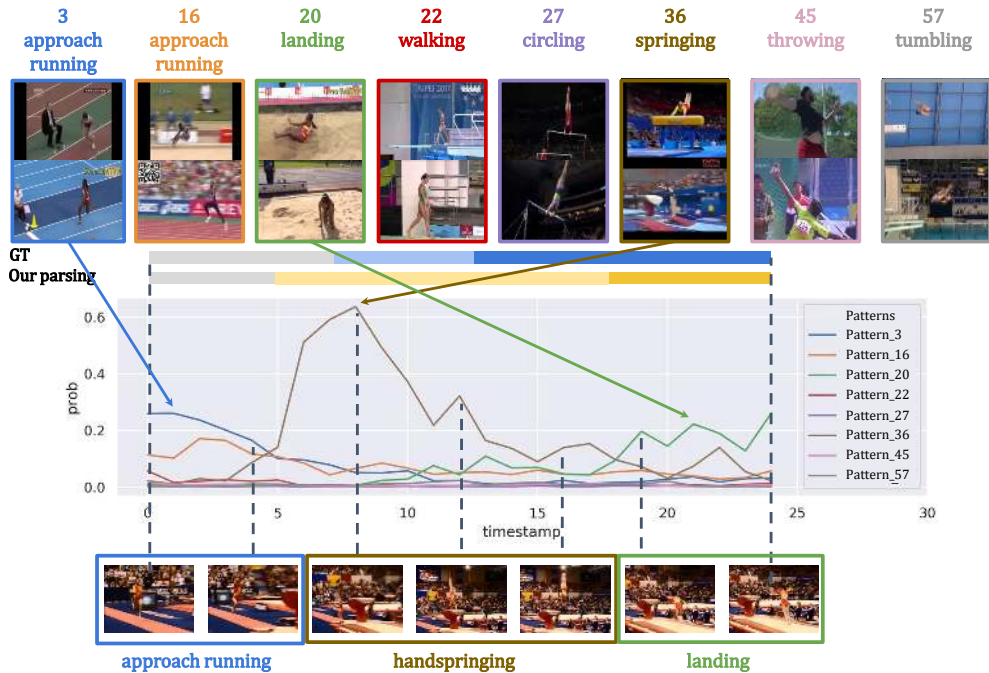 3
approach
running
16
approach
running
20
landing
22
walking
27
circling
36
springing
45
throwing
57
tumbling
GT
Our parsing
0.6
0.4
0.2
0.0
prob
Patterns
Pattern_3
Pattern_16
Pattern_20
Pattern_22
Pattern_27
Pattern_36
Pattern_45
Pattern_57
0
5
10
15
20
25
30
timestamp
approach running
handspringing
landing